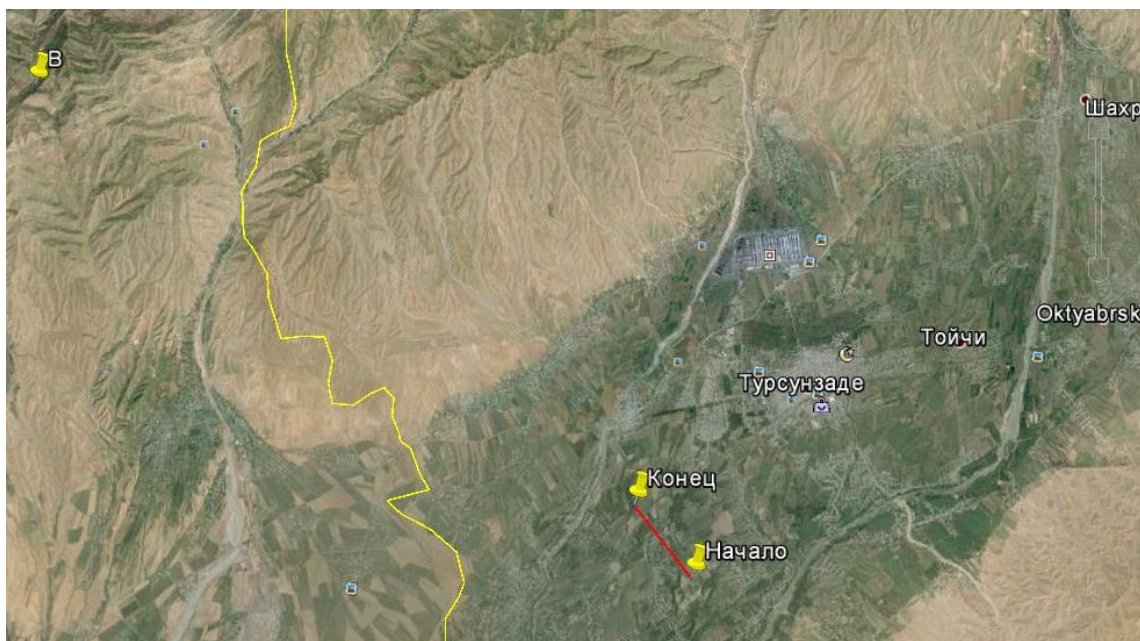 В
Шахр
Oktyabrsk
Тойчи
Турсунзаде
Конец
Начало